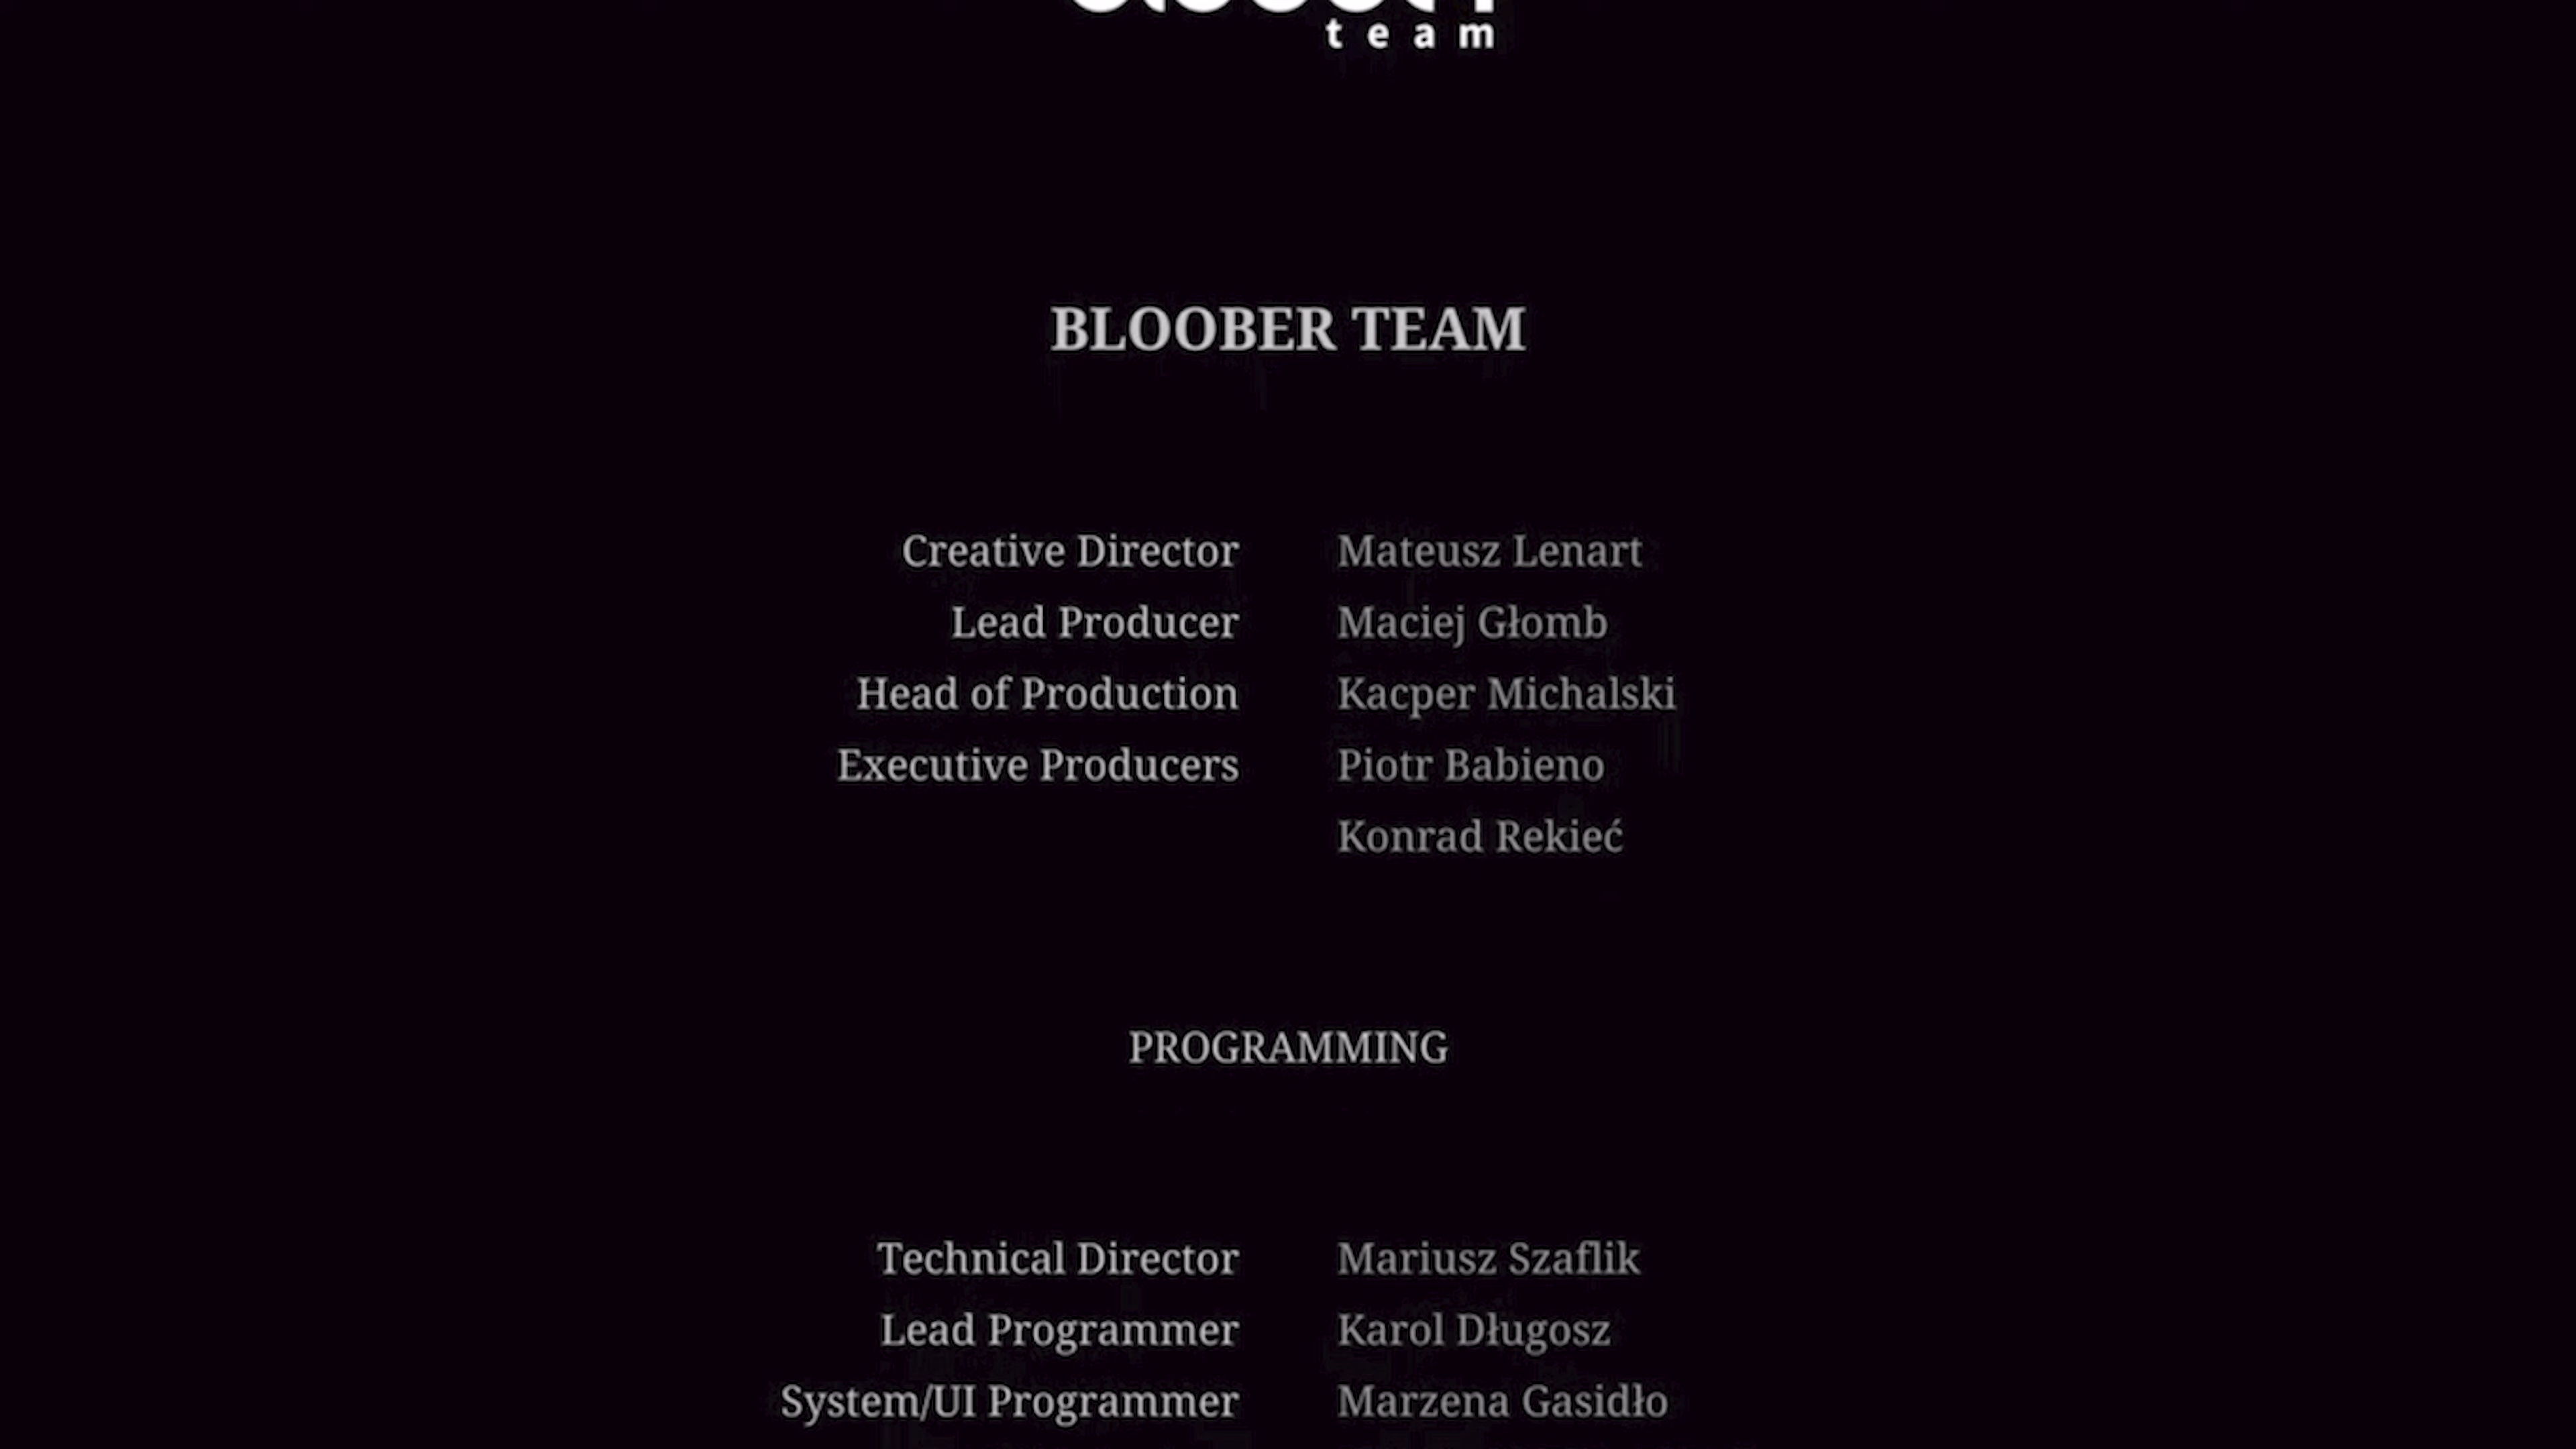 team
BLOOBER TEAM
Creative Director Mateusz Lenart
Lead Producer Maciej Głomb
Head of Production Kacper Michalski
Executive Producers Piotr Babieno
Konrad Rekieć
PROGRAMMING
Technical Director Mariusz Szaflik
Lead Programmer Karol Długosz
System/UI Programmer Marzena Gasidło